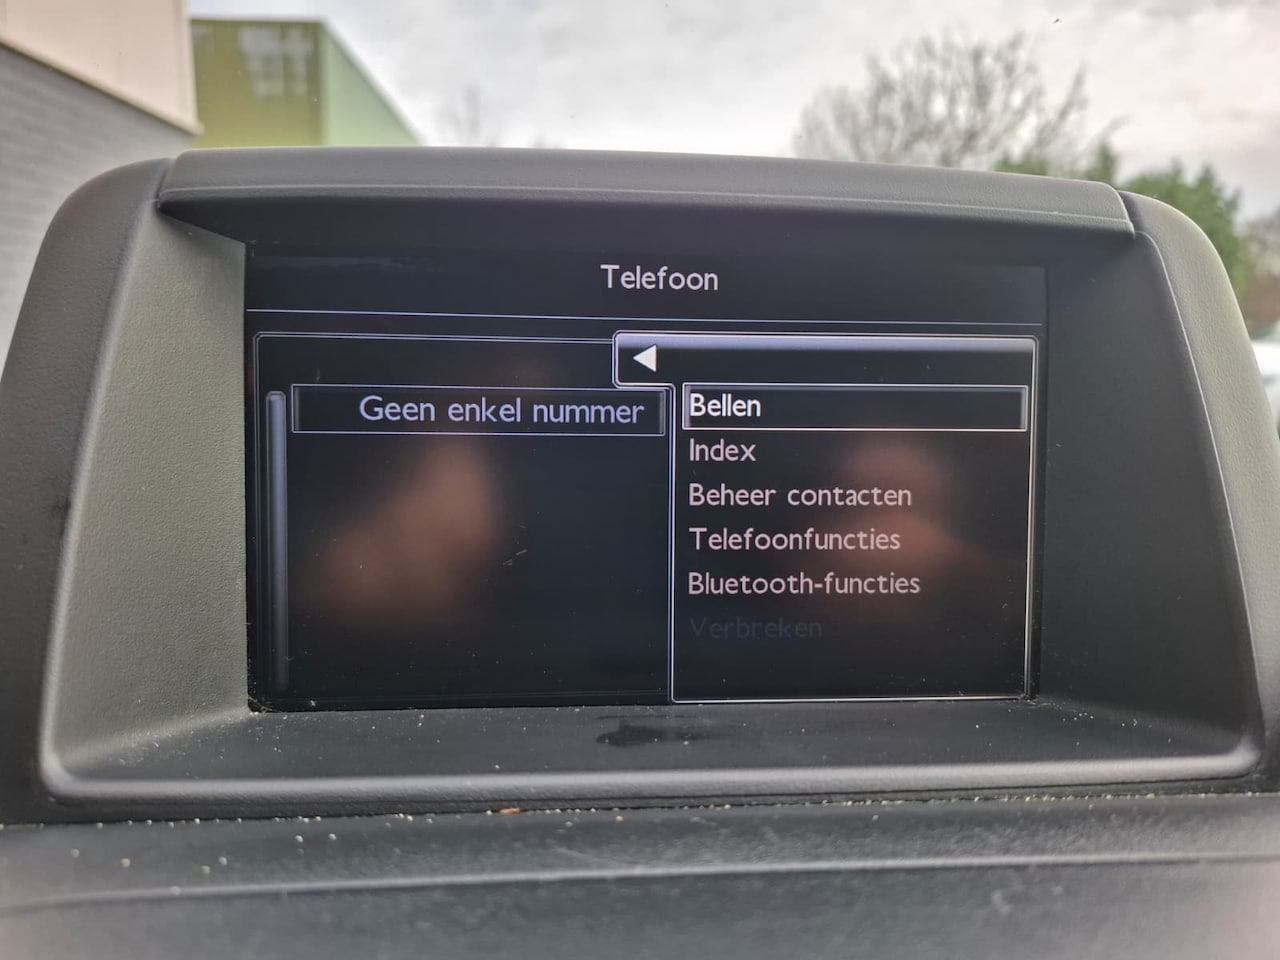 Telefoon
Geen enkel nummer
Bellen
Index
Beheer contacten
Telefoonfuncties
Bluetooth-functies
Verbreken